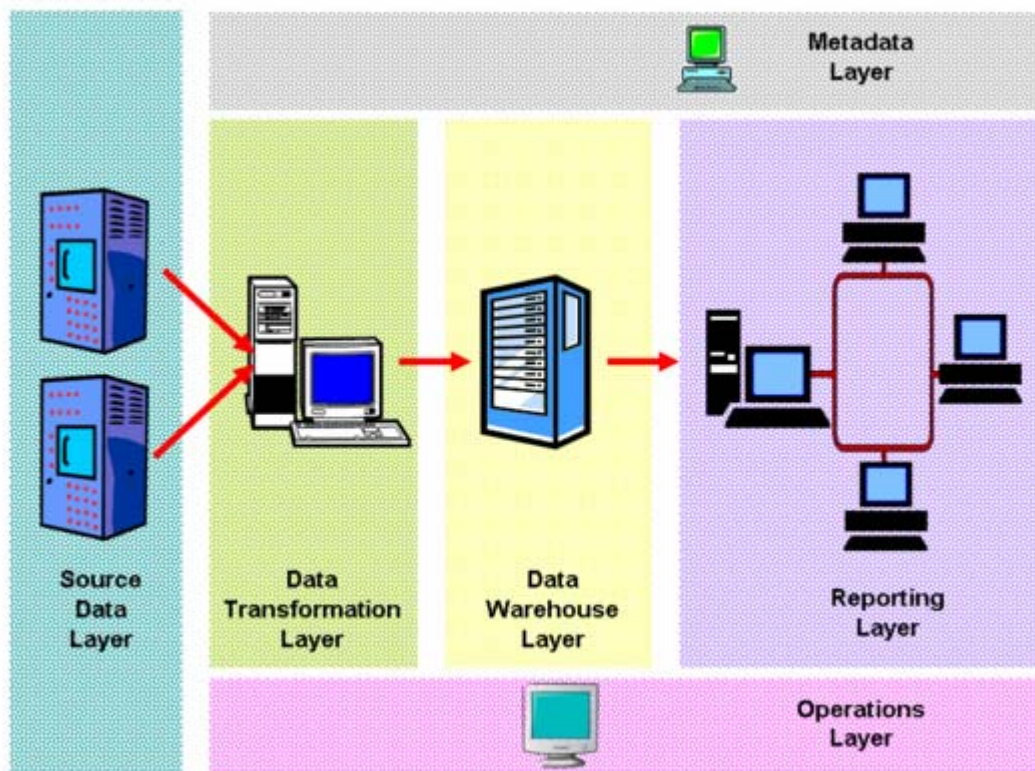 Metadata
Layer
Source
Data
Layer
Data
Transformation
Layer
Data
Warehouse
Layer
Reporting
Layer
Operations
Layer